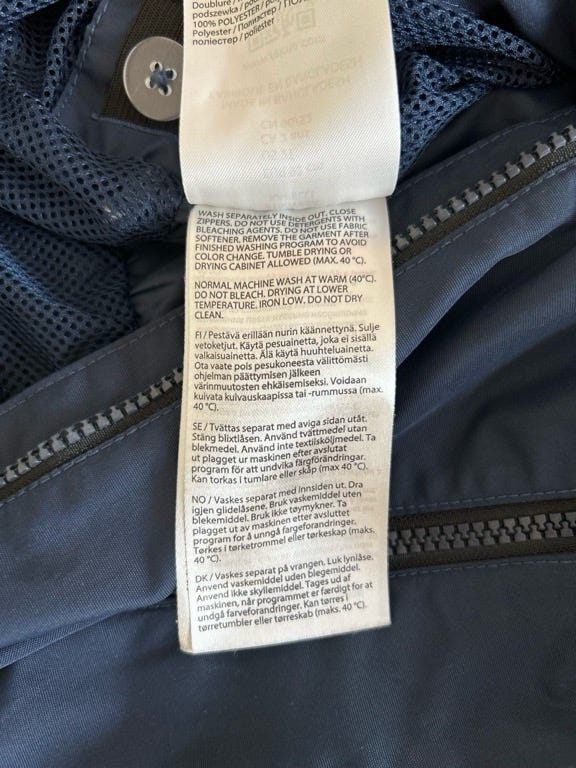 Doublure /
podszewka /
100% POLYESTER /
Polyester / Полиэстер /
поліестер / poliester
WASH SEPARATELY INSIDE OUT. CLOSE
ZIPPERS. DO NOT USE DETERGENTS WITH
BLEACHING AGENTS. DO NOT USE FABRIC
SOFTENER. REMOVE THE GARMENT AFTER
FINISHED WASHING PROGRAM TO AVOID
COLOR CHANGE. TUMBLE DRYING OR
DRYING CABINET ALLOWED (MAX. 40 °C).
NORMAL MACHINE WASH AT WARM (40°C).
DO NOT BLEACH. DRYING AT LOWER
TEMPERATURE. IRON LOW. DO NOT DRY
CLEAN.
FI / Pestävä erillään nurin käännettynä. Sulje
vetoketjut. Käytä pesuainetta, joka ei sisällä
valkaisuainetta. Älä käytä huuhteluainetta.
Ota vaate pois pesukoneesta välittömästi
ohjelman päättymisen jälkeen
värinmuutosten ehkäisemiseksi. Voidaan
kuivata kuivauskaapissa tai -rummussa (max.
40 °C).
SE / Tvättas separat med aviga sidan utåt.
Stäng blixtlåsen. Använd tvättmedel utan
blekmedel. Använd inte textilsköljmedel. Ta
ut plagget ur maskinen efter avslutat
program för att undvika färgförändringar.
Kan torkas i tumlare eller skåp (max 40 °C).
NO / Vaskes separat med innsiden ut. Dra
igjen glidelåsene. Bruk vaskemiddel uten
blekemiddel. Bruk ikke tøymykner. Ta
plagget ut av maskinen etter avsluttet
program for å unngå fargeforandringer.
Tørkes i tørketrommel eller tørkeskap (maks.
40 °C).
DK / Vaskes separat på vrangen. Luk lynlåse.
Anvend vaskemiddel uden blegemiddel.
Anvend ikke skyllemiddel. Tages ud af
maskinen, når programmet er færdigt for at
undgå farveforandringer. Kan tørres i
tørretumbler eller tørreskab (maks. 40 °C).